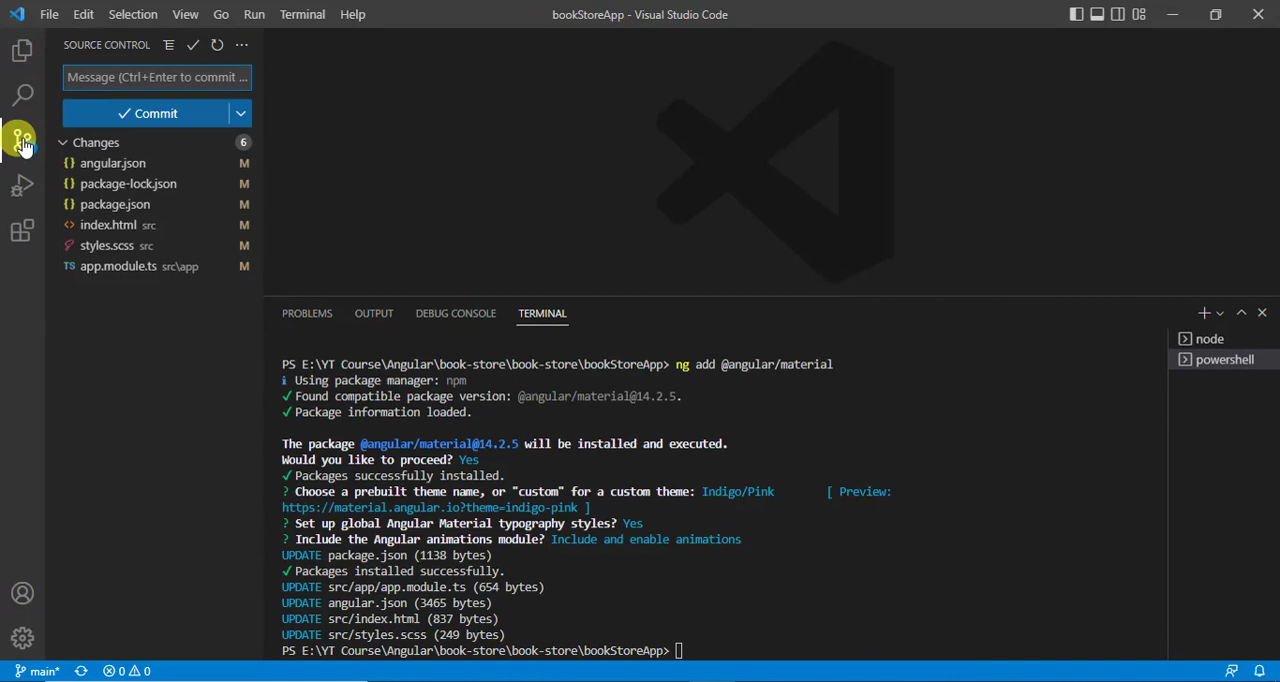 File Edit Selection View Go Run Terminal Help
bookStoreApp - Visual Studio Code
SOURCE CONTROL
Message (Ctrl+Enter to commit ...
Commit
Changes 6
{} angular.json M
{} package-lock.json M
{} package.json M
<> index.html src M
styles.scss src M
TS app.module.ts src\app M
PROBLEMS OUTPUT DEBUG CONSOLE TERMINAL
node
powershell
PS E:\YT Course\Angular\book-store\book-store\bookStoreApp> ng add @angular/material
i Using package manager: npm
✓ Found compatible package version: @angular/material@14.2.5.
✓ Package information loaded.
The package @angular/material@14.2.5 will be installed and executed.
Would you like to proceed? Yes
✓ Packages successfully installed.
? Choose a prebuilt theme name, or "custom" for a custom theme: Indigo/Pink [ Preview:
https://material.angular.io?theme=indigo-pink ]
? Set up global Angular Material typography styles? Yes
? Include the Angular animations module? Include and enable animations
UPDATE package.json (1138 bytes)
✓ Packages installed successfully.
UPDATE src/app/app.module.ts (654 bytes)
UPDATE angular.json (3465 bytes)
UPDATE src/index.html (837 bytes)
UPDATE src/styles.scss (249 bytes)
PS E:\YT Course\Angular\book-store\book-store\bookStoreApp>
main* 0 0